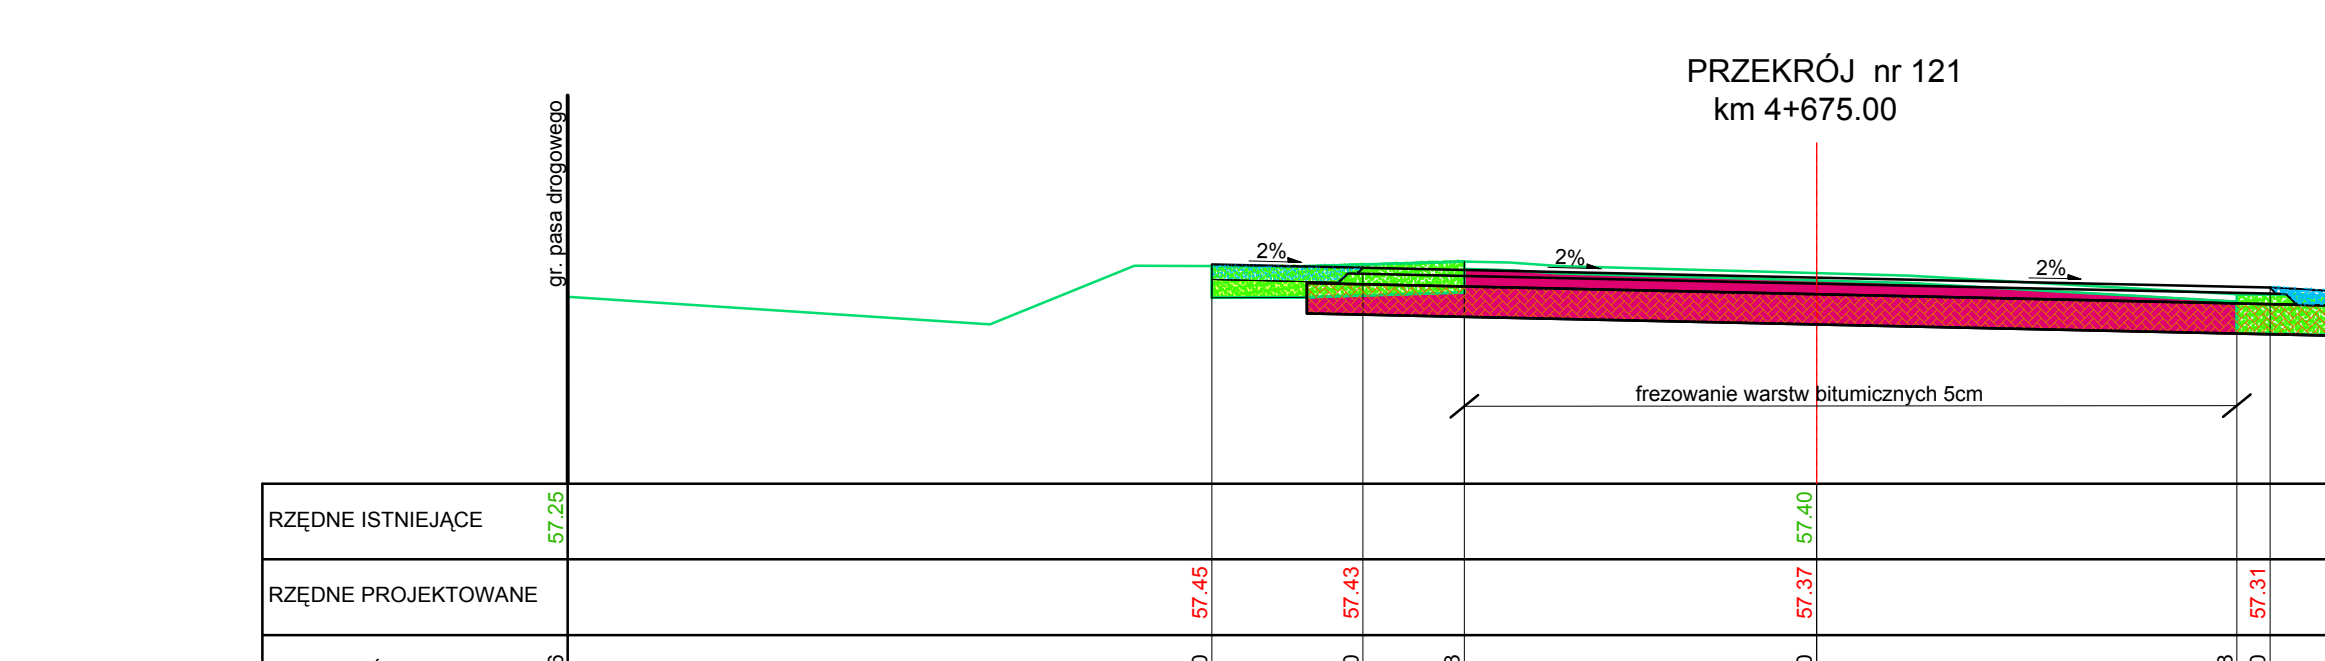 PRZEKRÓJ nr 121
km 4+675.00
gr. pasa drogowego
2%
2%
2%
frezowanie warstw bitumicznych 5cm
RZĘDNE ISTNIEJĄCE
57.25
57.40
RZĘDNE PROJEKTOWANE
57.45
57.43
57.37
57.31